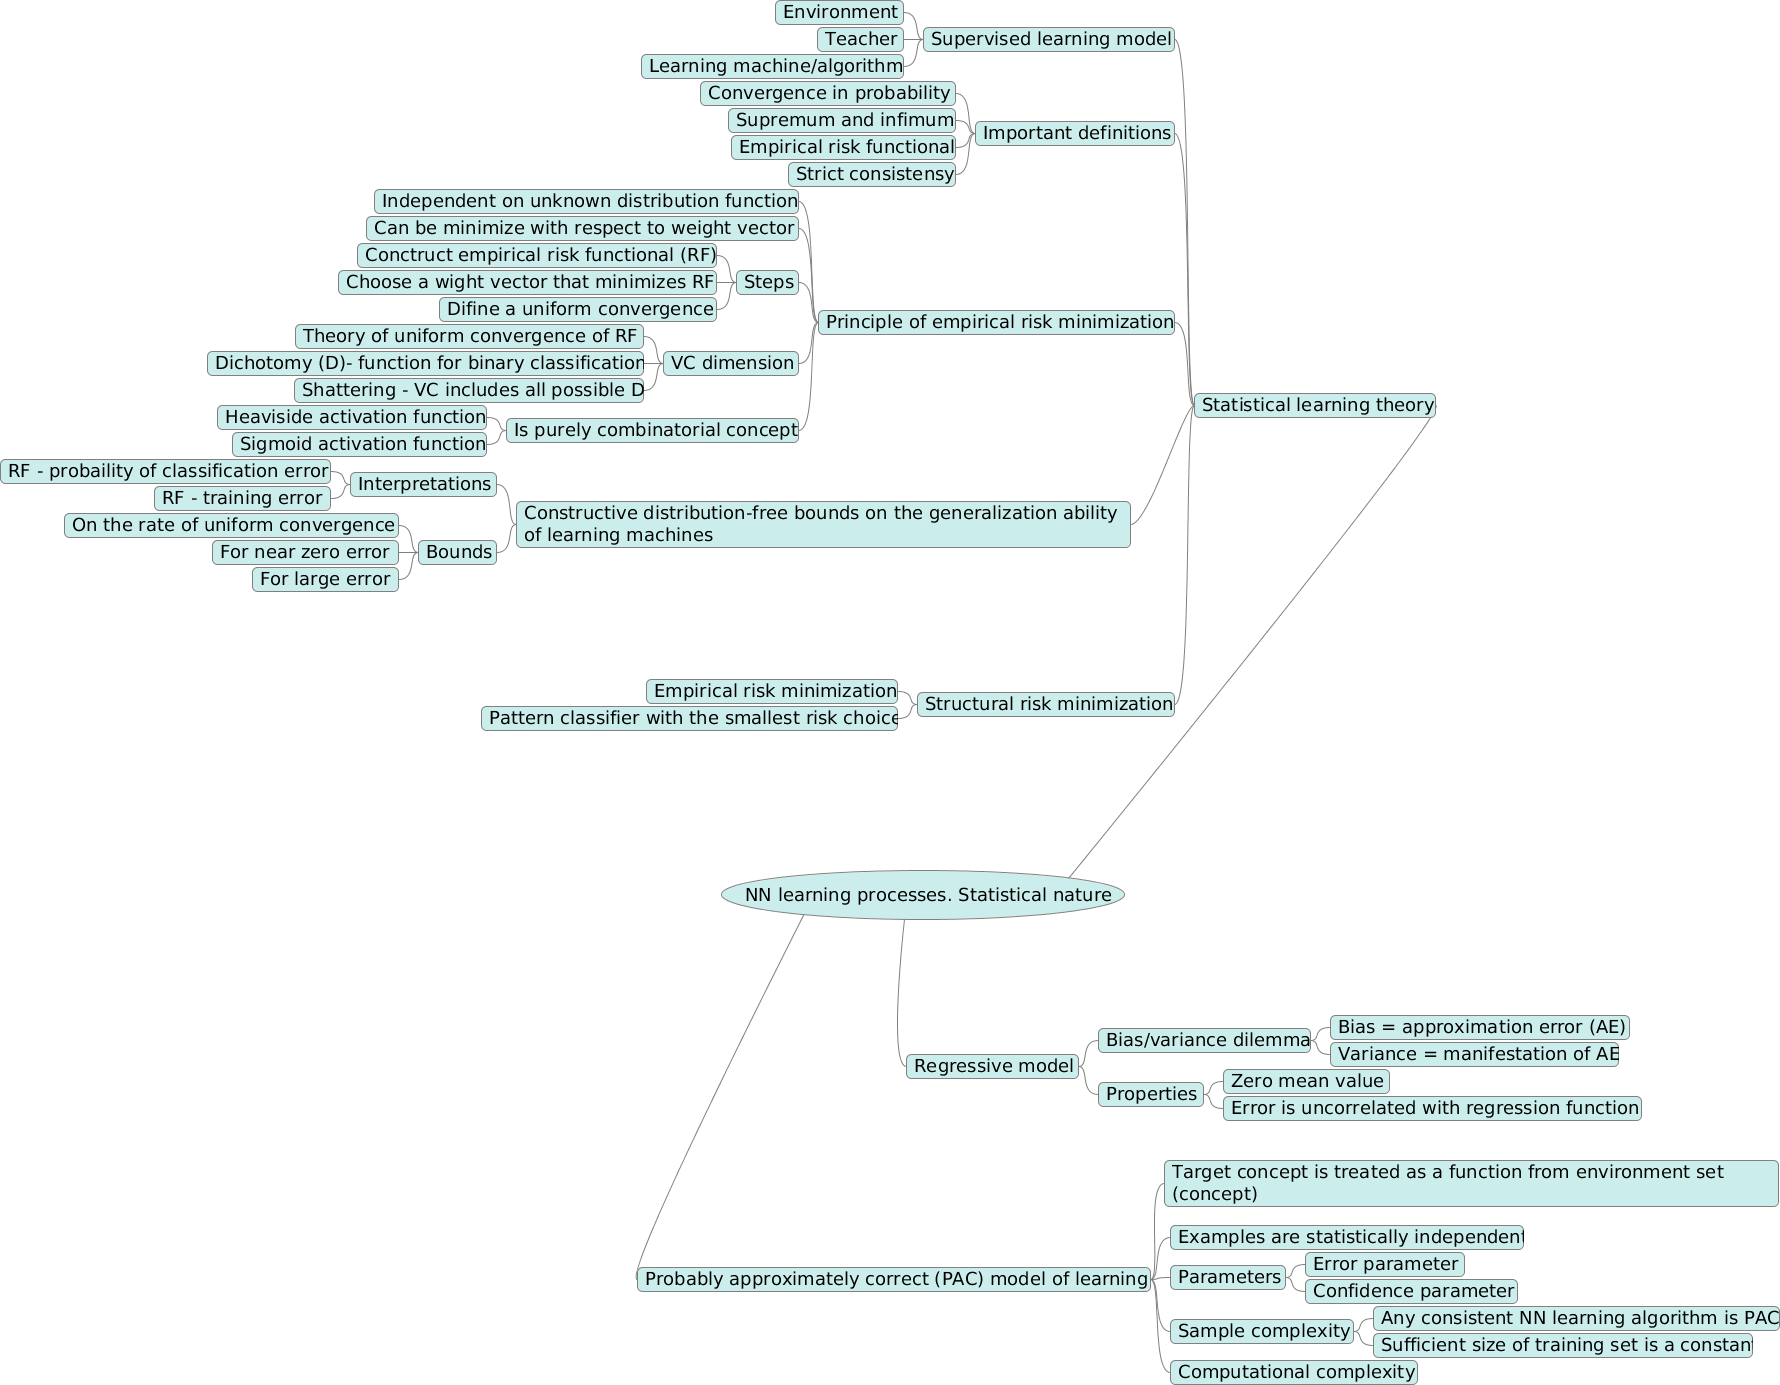 Environment
Teacher
Supervised learning model
Learning machine/algorithm
Convergence in probability
Supremum and infimum
Important definitions
Empirical risk functional
Strict consistensy
Independent on unknown distribution function
Can be minimize with respect to weight vector
Conctruct empirical risk functional (RF)
Choose a wight vector that minimizes RF
Steps
Difine a uniform convergence
Principle of empirical risk minimization
Theory of uniform convergence of RF
Dichotomy (D)- function for binary classification
VC dimension
Shattering - VC includes all possible D
Statistical learning theory
Heaviside activation function
Is purely combinatorial concept
Sigmoid activation function
RF - probaility of classification error
Interpretations
RF - training error
Constructive distribution-free bounds on the generalization ability
of learning machines
On the rate of uniform convergence
For near zero error
Bounds
For large error
Empirical risk minimization
Structural risk minimization
Pattern classifier with the smallest risk choice
NN learning processes. Statistical nature
Bias = approximation error (AE)
Bias/variance dilemma
Variance = manifestation of AE
Regressive model
Zero mean value
Properties
Error is uncorrelated with regression function
Target concept is treated as a function from environment set
(concept)
Examples are statistically independent
Error parameter
Probably approximately correct (PAC) model of learning
Parameters
Confidence parameter
Any consistent NN learning algorithm is PAC
Sample complexity
Sufficient size of training set is a constant
Computational complexity